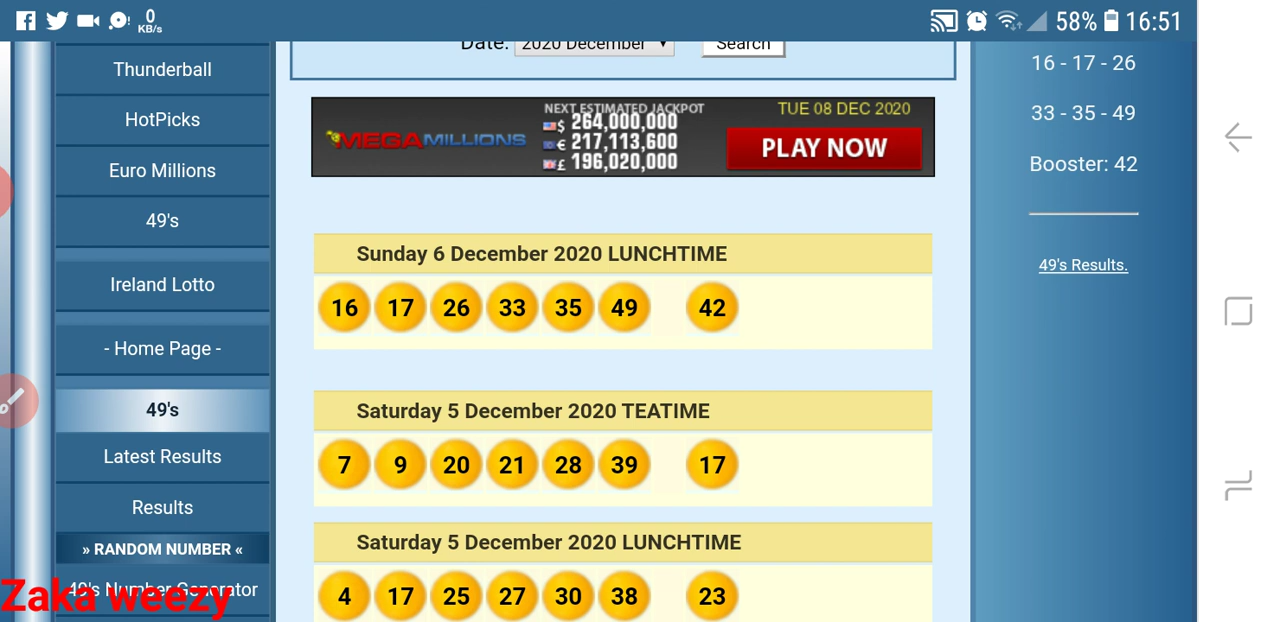 0
KB/s
58% 16:51
Thunderball
HotPicks
Euro Millions
49's
Ireland Lotto
- Home Page -
49's
Latest Results
Results
» RANDOM NUMBER «
49's Number Generator
Zaka weezy
Date: 2020 December Search
MEGAMILLIONS
NEXT ESTIMATED JACKPOT
$ 264,000,000
€ 217,113,600
£ 196,020,000
TUE 08 DEC 2020
PLAY NOW
Sunday 6 December 2020 LUNCHTIME
16 17 26 33 35 49 42
Saturday 5 December 2020 TEATIME
7 9 20 21 28 39 17
Saturday 5 December 2020 LUNCHTIME
4 17 25 27 30 38 23
16 - 17 - 26
33 - 35 - 49
Booster: 42
49's Results.